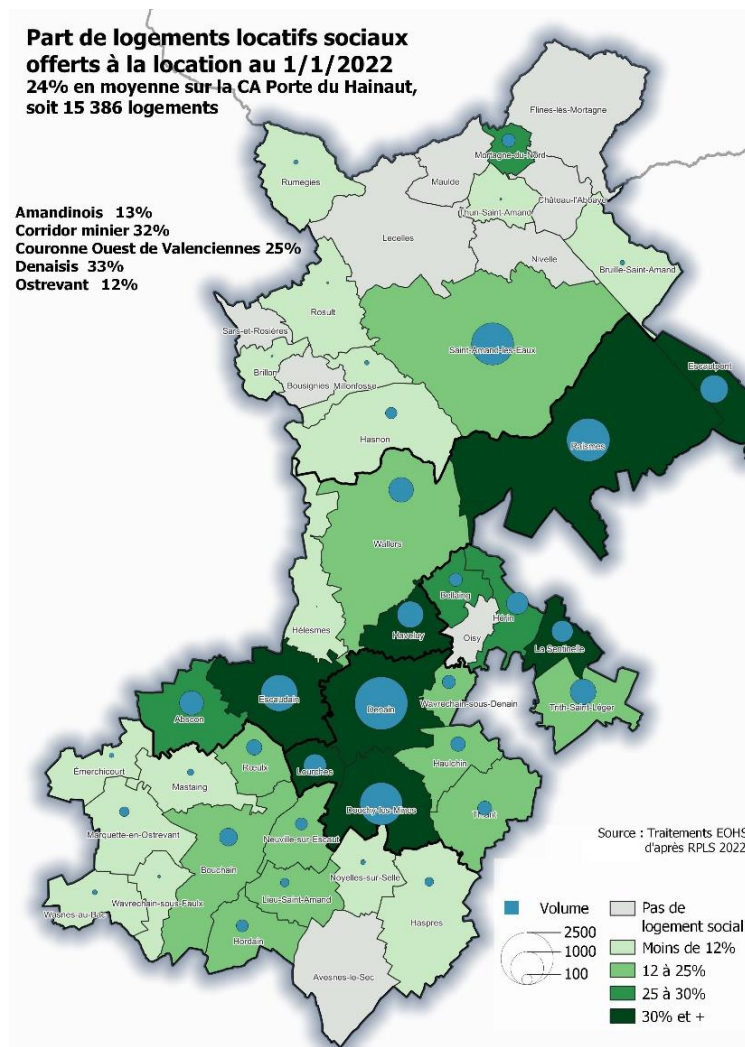 Part de logements locatifs sociaux
offerts à la location au 1/1/2022
24% en moyenne sur la CA Porte du Hainaut,
soit 15 386 logements
Flines-lès-Mortagne
Mortagne-du-Nord
Rumegies
Maulde
Château-l'Abbaye
Thun-Saint-Amand
Amandinois 13%
Corridor minier 32%
Couronne Ouest de Valenciennes 25%
Denaisis 33%
Ostrevant 12%
Lecelles
Nivelle
Bruille-Saint-Amand
Rosult
Sars-et-Rosières
Saint-Amand-les-Eaux
Escautpont
Brillon
Bousignies
Millonfosse
Hasnon
Raismes
Wallers
Bellaing
Hérin
Hélesmes
Haveluy
Oisy
La Sentinelle
Escaudain
Denain
Wavrechain-sous-Denain
Trith-Saint-Léger
Abscon
Émerchicourt
Mastaing
Rœulx
Lourches
Haulchin
Douchy-les-Mines
Thiant
Marquette-en-Ostrevant
Bouchain
Neuville-sur-Escaut
Source : Traitements EOHS
d'après RPLS 2022
Noyelles-sur-Selle
Wasnes-au-Bac
Wavrechain-sous-Faulx
Lieu-Saint-Amand
Haspres
Hordain
Avesnes-le-Sec
Volume
2500
1000
100
Pas de
logement social
Moins de 12%
12 à 25%
25 à 30%
30% et +